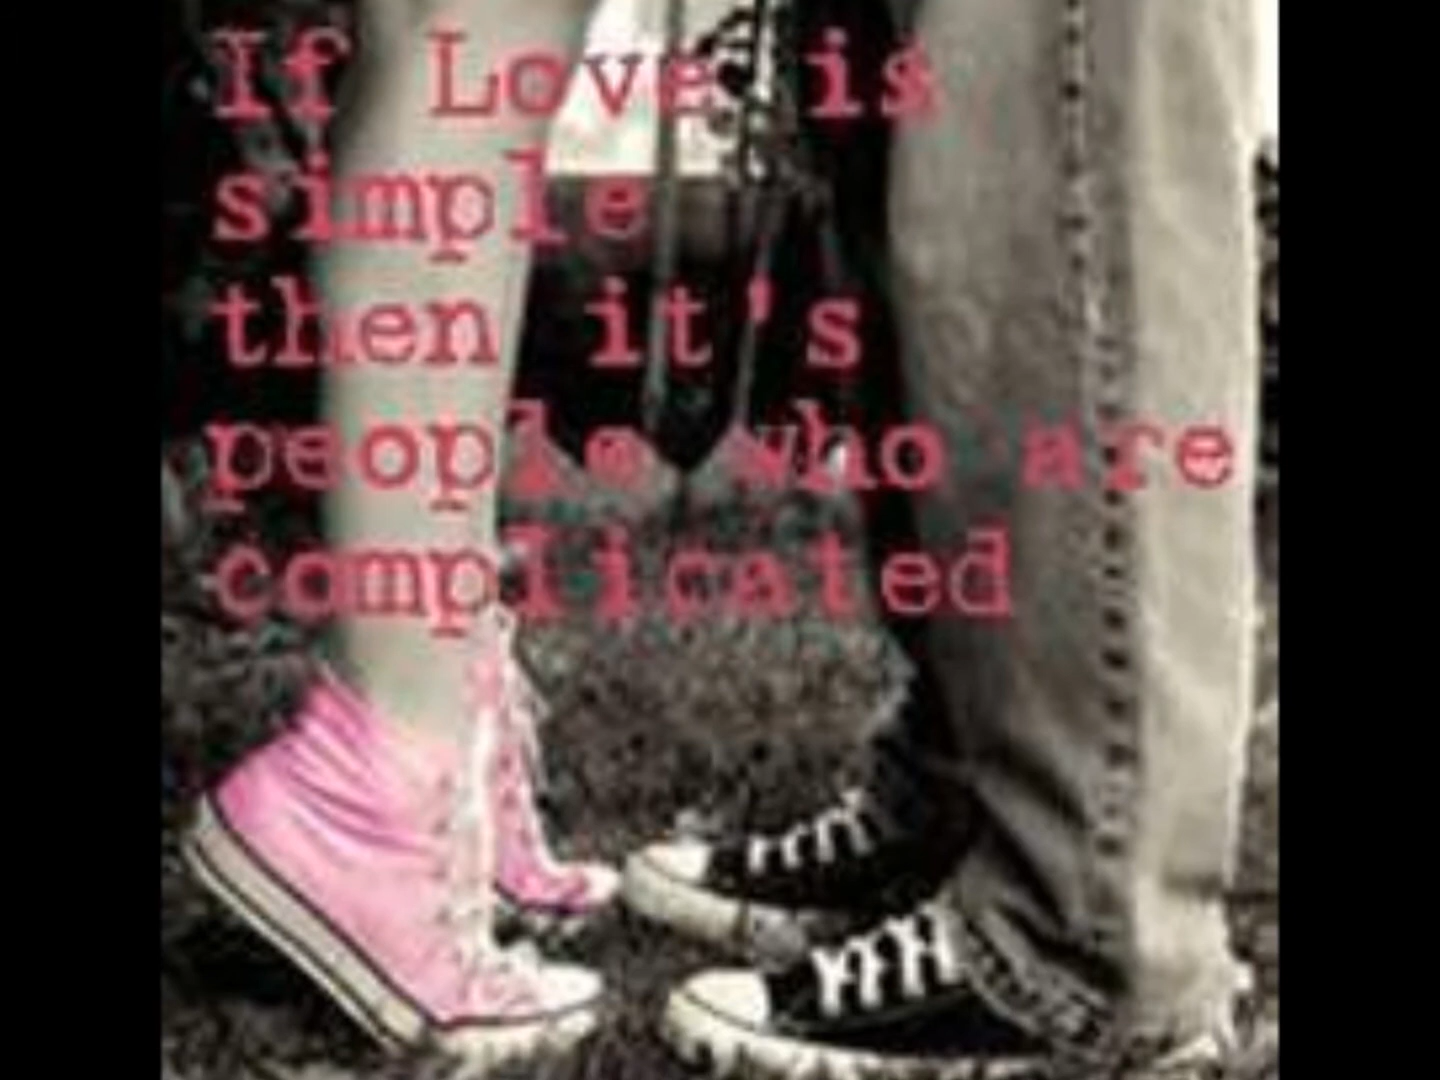 If Love is
simple
then it's
people who are
complicated